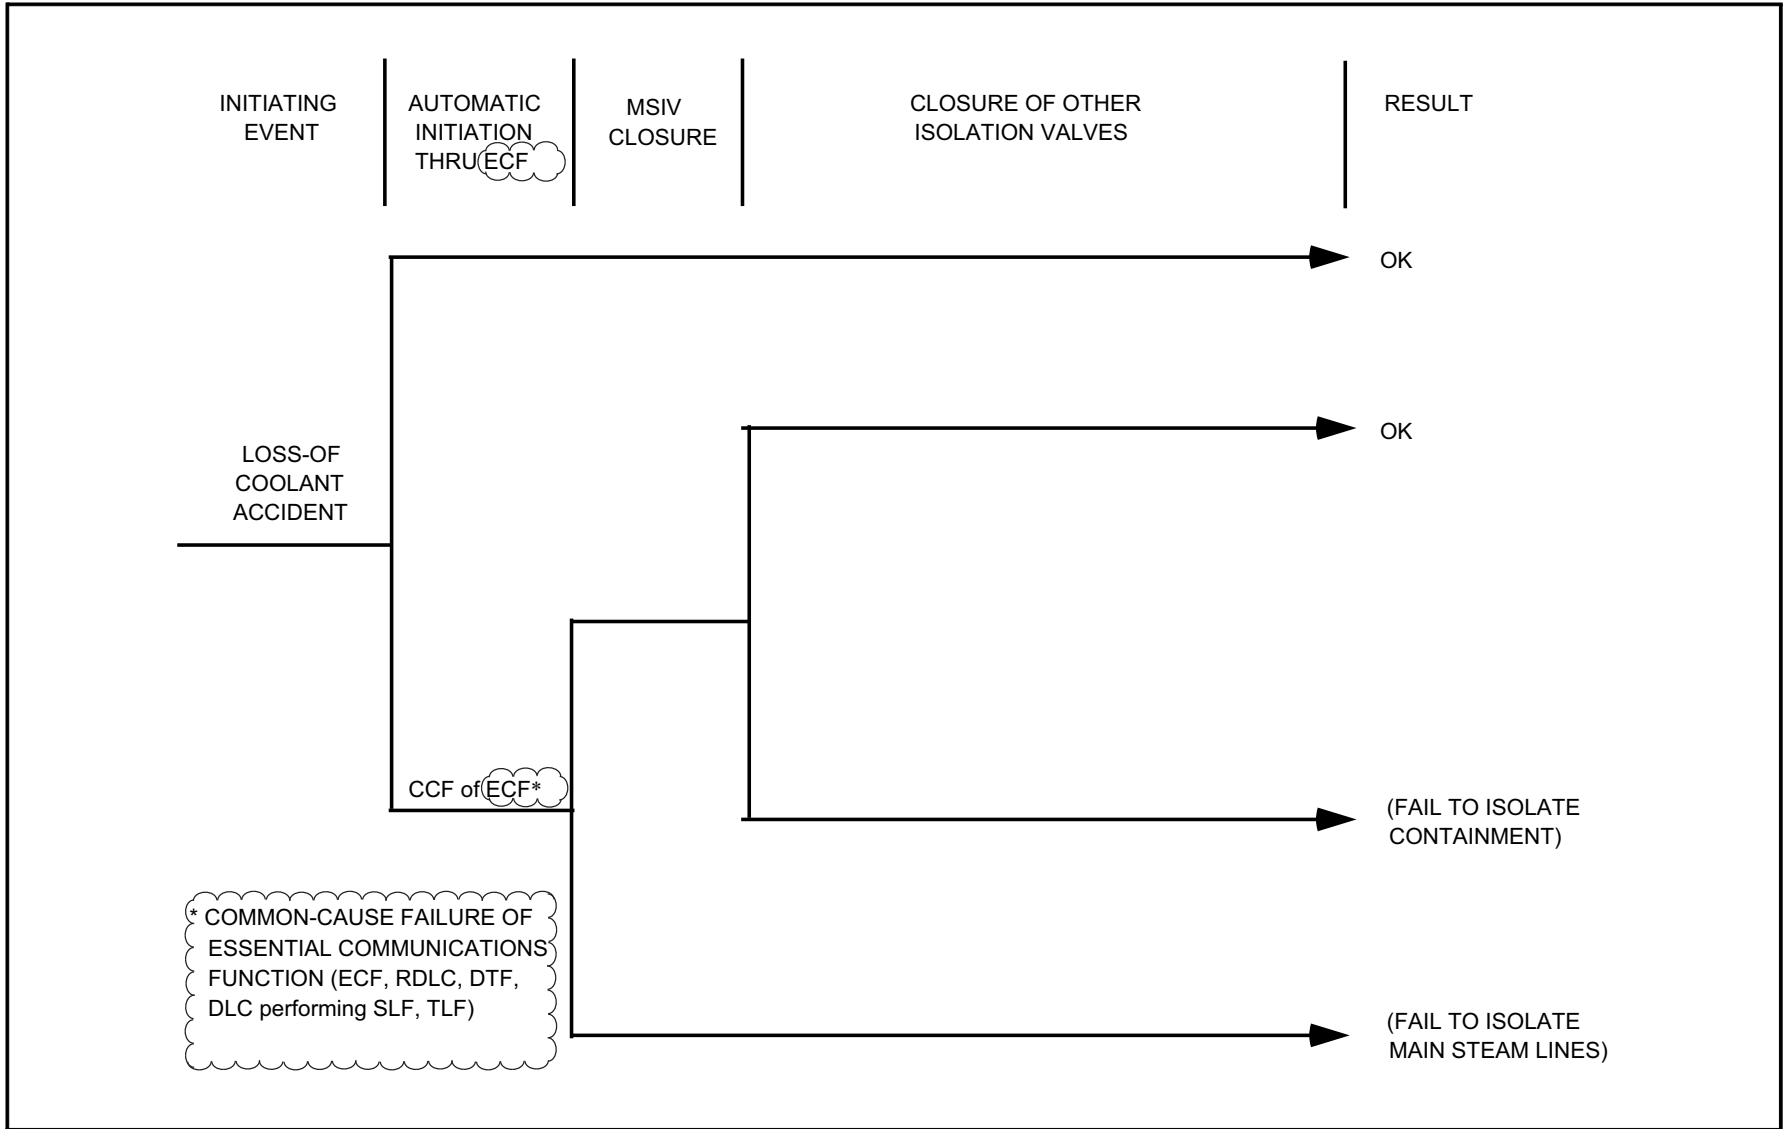 INITIATING
EVENT
AUTOMATIC
INITIATION
THRU ECF
MSIV
CLOSURE
CLOSURE OF OTHER
ISOLATION VALVES
RESULT
OK
OK
LOSS-OF
COOLANT
ACCIDENT
CCF of ECF*
(FAIL TO ISOLATE
CONTAINMENT)
* COMMON-CAUSE FAILURE OF
ESSENTIAL COMMUNICATIONS
FUNCTION (ECF, RDLC, DTF,
DLC performing SLF, TLF)
(FAIL TO ISOLATE
MAIN STEAM LINES)